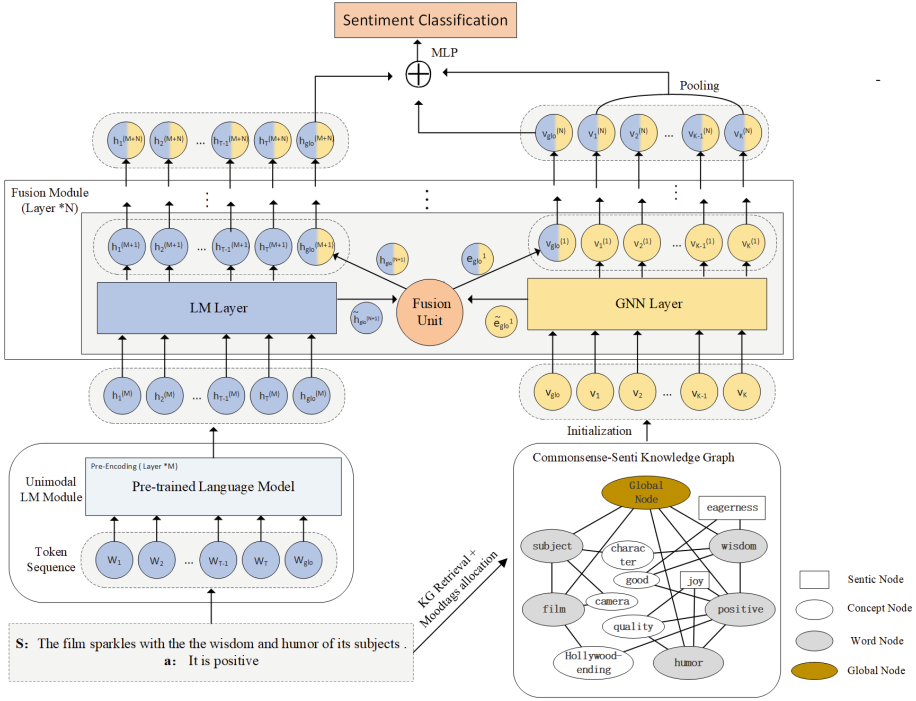 Sentiment Classification
MLP
Pooling
h1(M+N) h2(M+N) ... hT-1(M+N) hT(M+N) hglo(M+N)
vglo(N) v1(N) v2(N) ... vK-1(N) vK(N)
Fusion Module
(Layer *N)
h1(M+1) h2(M+1) ... hT-1(M+1) hT(M+1) hglo(M+1)
hglo(N+1) eglo1
vglo(1) v1(1) v2(1) ... vK-1(1) vK(1)
LM Layer
Fusion
Unit
GNN Layer
h̃glo(N+1)
ẽglo1
h1(M) h2(M) ... hT-1(M) hT(M) hglo(M)
vglo v1 v2 ... vK-1 vK
Initialization
Unimodal
LM Module
Pre-Encoding ( Layer *M)
Pre-trained Language Model
Token
Sequence
W1 W2 ... WT-1 WT Wglo
S: The film sparkles with the the wisdom and humor of its subjects .
a: It is positive
KG Retrieval +
Moodtags allocation
Commonsense-Senti Knowledge Graph
Global
Node
eagerness
subject
charac
ter
wisdom
good
joy
film
camera
positive
quality
Hollywood-
ending
humor
Sentic Node
Concept Node
Word Node
Global Node